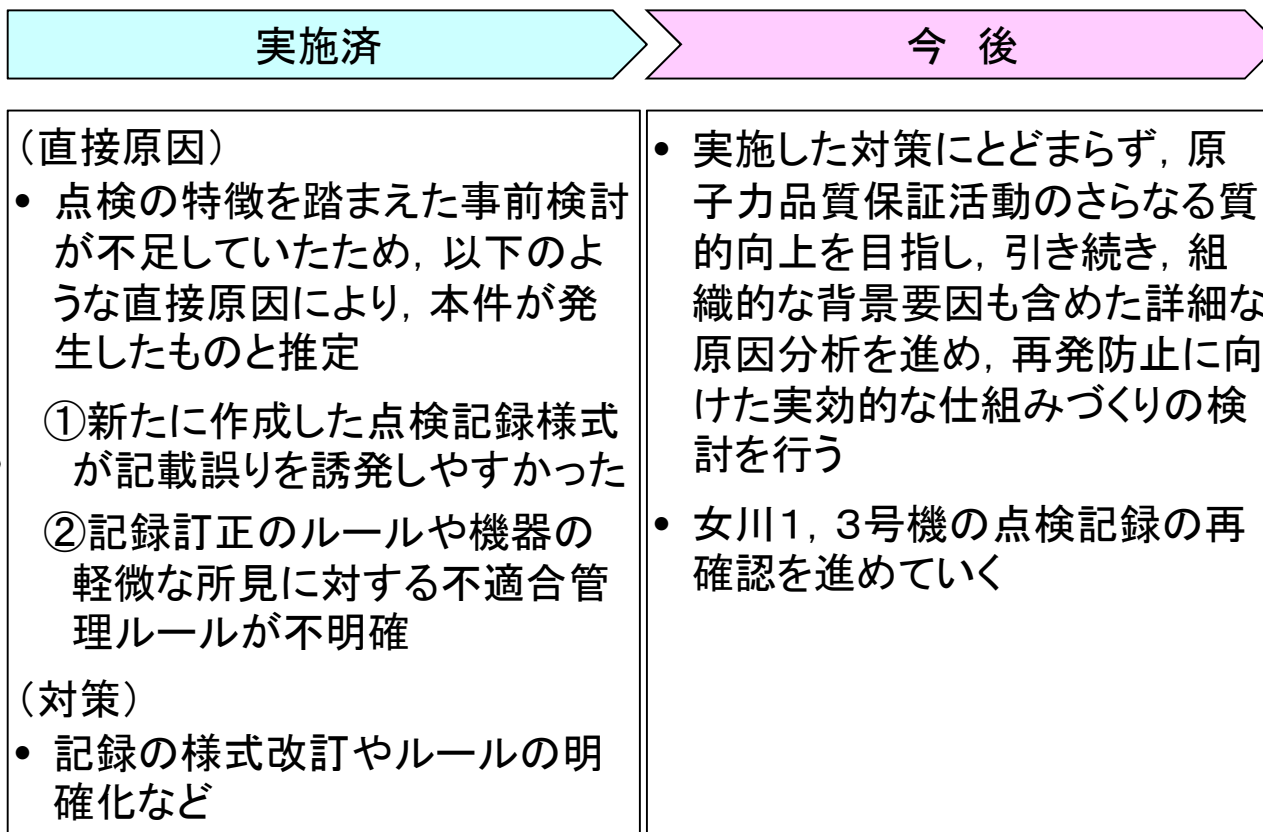 実施済
今 後
(直接原因)
• 点検の特徴を踏まえた事前検討
が不足していたため，以下のよ
うな直接原因により，本件が発
生したものと推定
①新たに作成した点検記録様式
が記載誤りを誘発しやすかった
②記録訂正のルールや機器の
軽微な所見に対する不適合管
理ルールが不明確
(対策)
• 記録の様式改訂やルールの明
確化など
• 実施した対策にとどまらず，原
子力品質保証活動のさらなる質
的向上を目指し，引き続き，組
織的な背景要因も含めた詳細な
原因分析を進め，再発防止に向
けた実効的な仕組みづくりの検
討を行う
• 女川１，３号機の点検記録の再
確認を進めていく